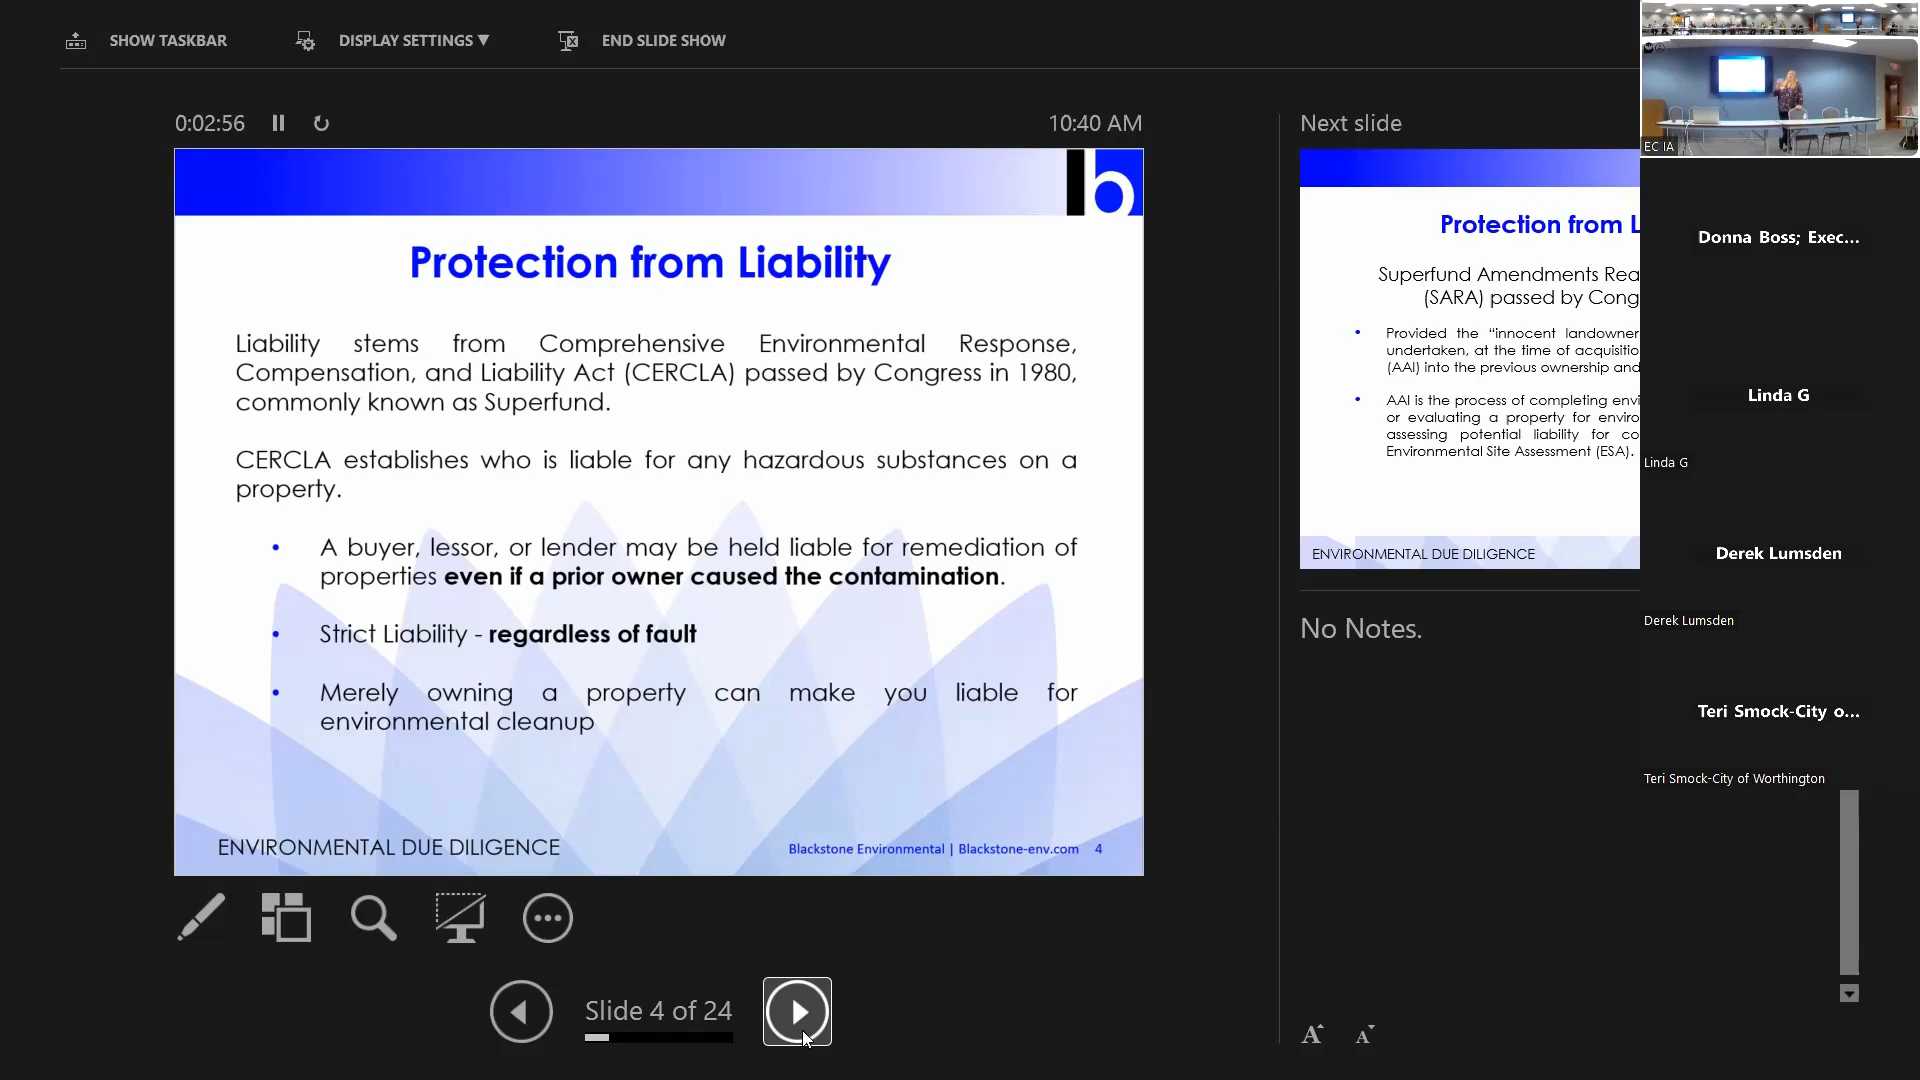 SHOW TASKBAR
DISPLAY SETTINGS ▼
END SLIDE SHOW
0:02:56
10:40 AM
b
Protection from Liability
Liability stems from Comprehensive Environmental Response,
Compensation, and Liability Act (CERCLA) passed by Congress in 1980,
commonly known as Superfund.
CERCLA establishes who is liable for any hazardous substances on a
property.
• A buyer, lessor, or lender may be held liable for remediation of
properties even if a prior owner caused the contamination.
• Strict Liability - regardless of fault
• Merely owning a property can make you liable for
environmental cleanup
ENVIRONMENTAL DUE DILIGENCE
Blackstone Environmental | Blackstone-env.com 4
Slide 4 of 24
Next slide
Protection from L
Superfund Amendments Rea
(SARA) passed by Cong
• Provided the “innocent landowner
undertaken, at the time of acquisitio
(AAI) into the previous ownership and
• AAI is the process of completing envi
or evaluating a property for enviro
assessing potential liability for co
Environmental Site Assessment (ESA).
ENVIRONMENTAL DUE DILIGENCE
No Notes.
A A
EC IA
Donna Boss; Exec...
Linda G
Linda G
Derek Lumsden
Derek Lumsden
Teri Smock-City o...
Teri Smock-City of Worthington